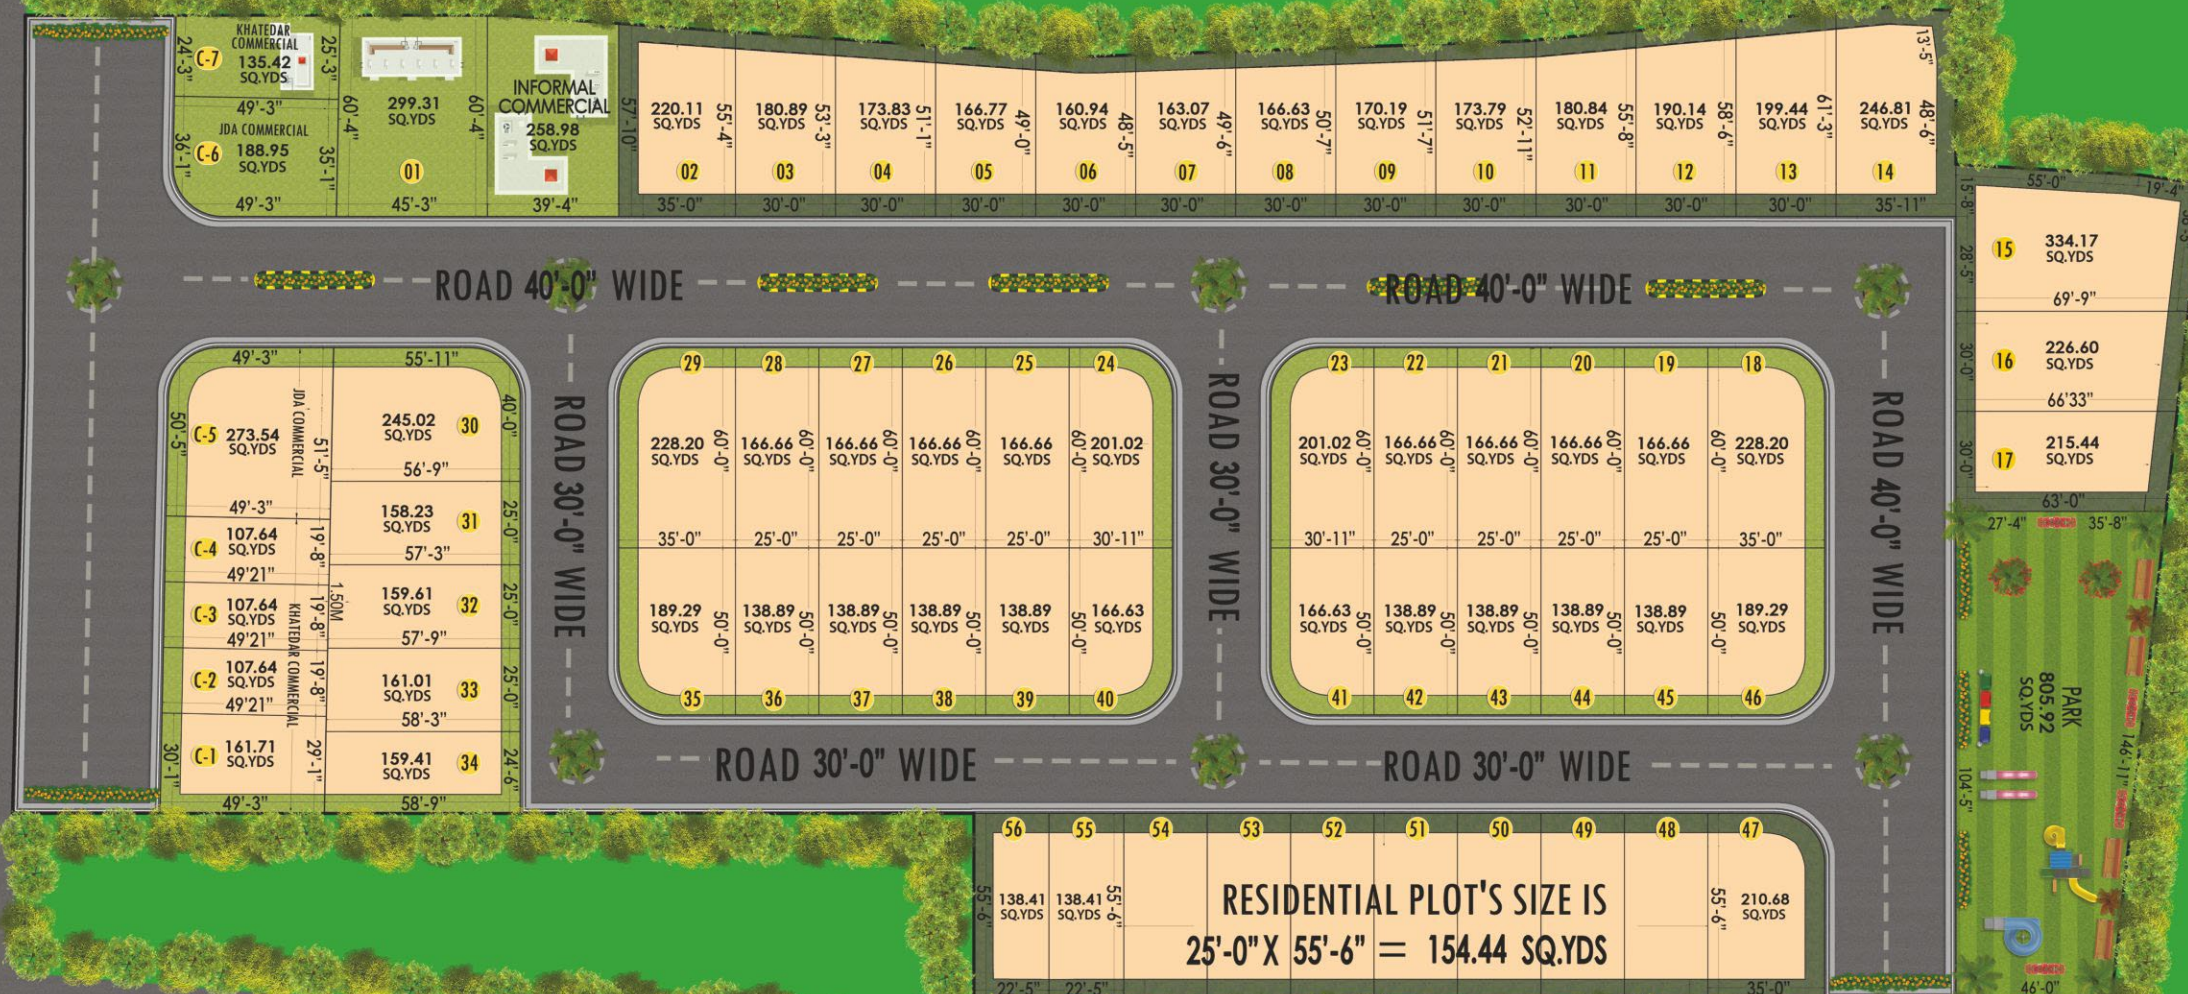 KHATEDAR
COMMERCIAL
C-7
135.42
SQ.YDS
24'-3"
25'-3"
49'-3"
JDA COMMERCIAL
C-6
188.95
SQ.YDS
36'-1"
35'-1"
49'-3"
60'-4"
299.31
SQ.YDS
01
60'-4"
45'-3"
INFORMAL
COMMERCIAL
258.98
SQ.YDS
39'-4"
57'-10"
220.11
SQ.YDS
55'-4"
02
35'-0"
180.89
SQ.YDS
53'-3"
03
30'-0"
173.83
SQ.YDS
51'-1"
04
30'-0"
166.77
SQ.YDS
49'-0"
05
30'-0"
160.94
SQ.YDS
48'-5"
06
30'-0"
163.07
SQ.YDS
49'-6"
07
30'-0"
166.63
SQ.YDS
50'-7"
08
30'-0"
170.19
SQ.YDS
51'-7"
09
30'-0"
173.79
SQ.YDS
52'-11"
10
30'-0"
180.84
SQ.YDS
55'-8"
11
30'-0"
190.14
SQ.YDS
58'-6"
12
30'-0"
199.44
SQ.YDS
61'-3"
13
30'-0"
13'-5"
246.81
SQ.YDS
48'-6"
14
35'-11"
15'-8"
55'-0"
19'-4"
28'-5"
15
334.17
SQ.YDS
69'-9"
30'-0"
16
226.60
SQ.YDS
66'33"
30'-0"
17
215.44
SQ.YDS
63'-0"
ROAD 40'-0" WIDE
ROAD 40'-0" WIDE
49'-3"
55'-11"
50'-5"
C-5
273.54
SQ.YDS
JDA COMMERCIAL
51'-5"
49'-3"
245.02
SQ.YDS
30
40'-0"
56'-9"
C-4
107.64
SQ.YDS
19'-8"
49'21"
158.23
SQ.YDS
31
25'-0"
57'-3"
C-3
107.64
SQ.YDS
19'-8"
49'21"
1.50M
KHATEDAR COMMERCIAL
159.61
SQ.YDS
32
25'-0"
57'-9"
C-2
107.64
SQ.YDS
19'-8"
49'21"
161.01
SQ.YDS
33
25'-0"
58'-3"
30'-1"
C-1
161.71
SQ.YDS
29'-1"
49'-3"
159.41
SQ.YDS
34
24'-6"
58'-9"
ROAD 30'-0" WIDE
29
28
27
26
25
24
228.20
SQ.YDS
60'-0"
166.66
SQ.YDS
60'-0"
166.66
SQ.YDS
60'-0"
166.66
SQ.YDS
60'-0"
166.66
SQ.YDS
60'-0"
201.02
SQ.YDS
35'-0"
25'-0"
25'-0"
25'-0"
25'-0"
30'-11"
189.29
SQ.YDS
50'-0"
138.89
SQ.YDS
50'-0"
138.89
SQ.YDS
50'-0"
138.89
SQ.YDS
50'-0"
138.89
SQ.YDS
50'-0"
166.63
SQ.YDS
35
36
37
38
39
40
ROAD 30'-0" WIDE
23
22
21
20
19
18
201.02
SQ.YDS
60'-0"
166.66
SQ.YDS
60'-0"
166.66
SQ.YDS
60'-0"
166.66
SQ.YDS
60'-0"
166.66
SQ.YDS
60'-0"
228.20
SQ.YDS
30'-11"
25'-0"
25'-0"
25'-0"
25'-0"
35'-0"
166.63
SQ.YDS
50'-0"
138.89
SQ.YDS
50'-0"
138.89
SQ.YDS
50'-0"
138.89
SQ.YDS
50'-0"
138.89
SQ.YDS
50'-0"
189.29
SQ.YDS
41
42
43
44
45
46
ROAD 40'-0" WIDE
27'-4"
35'-8"
PARK
805.92
SQ.YDS
146'-11"
104'-5"
46'-0"
ROAD 30'-0" WIDE
ROAD 30'-0" WIDE
56
55
54
53
52
51
50
49
48
47
55'-6"
138.41
SQ.YDS
138.41
SQ.YDS
55'-6"
RESIDENTIAL PLOT'S SIZE IS
25'-0" X 55'-6" = 154.44 SQ.YDS
55'-6"
210.68
SQ.YDS
22'-5"
22'-5"
35'-0"